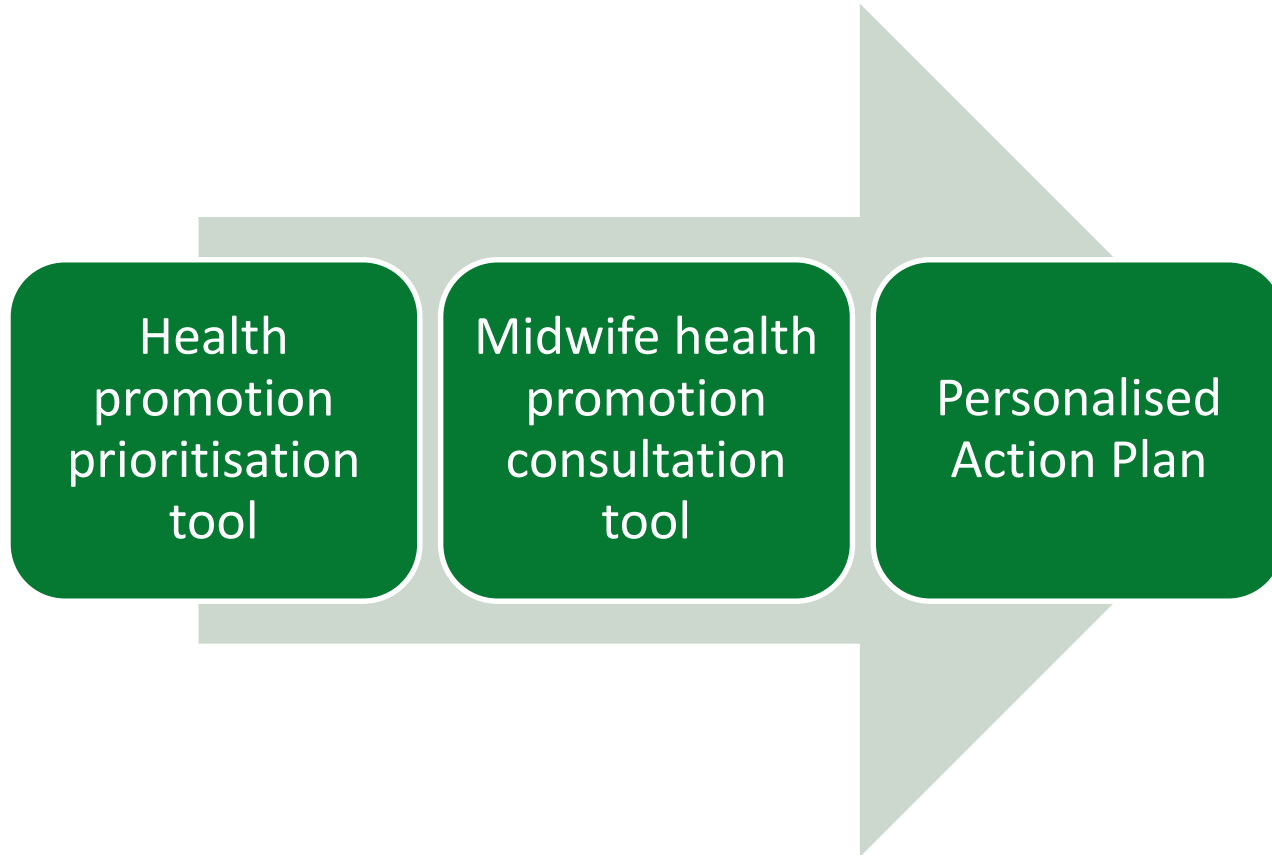 Health
promotion
prioritisation
tool
Midwife health
promotion
consultation
tool
Personalised
Action Plan